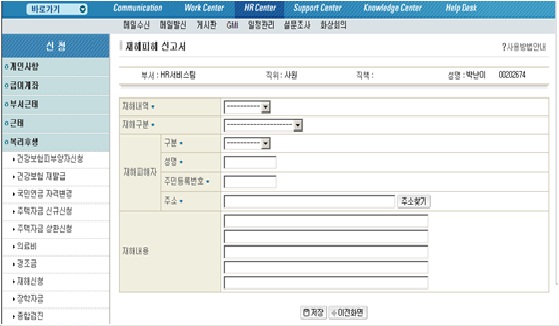 바로가기 Communication Work Center HR Center Support Center Knowledge Center Help Desk
메일수신 메일발신 게시판 GMI 일정관리 설문조사 화상회의
신 청
개인사항
급여계좌
부서근태
근태
복리후생
건강보험피부양자신청
건강보험 재발급
국민연금 자격변경
주택자금 신규신청
주택자금 상환신청
의료비
경조금
재해신청
장학자금
종합검진
재해피해 신고서 ?사용방법안내
부서 : HR서비스팀 직위 : 사원 직책 : 성명 : 박난이 00202674
재해내역 ----------
재해구분 --------------------
재해피해자 구분 ----------
성명
주민등록번호
주소 주소찾기
재해내용
저장 이전화면